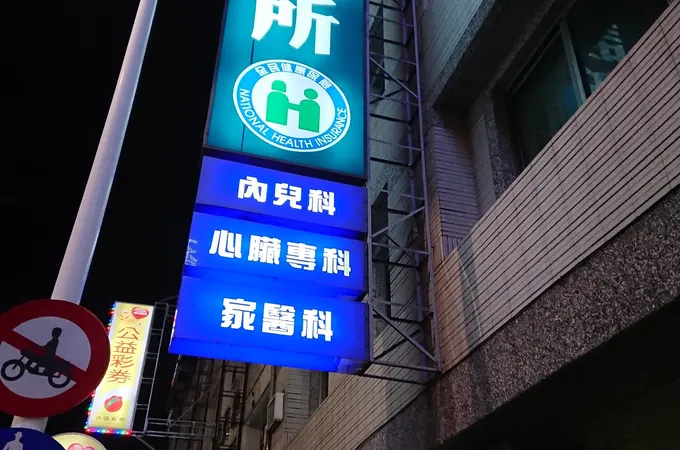 所
全民健康保險
NATIONAL HEALTH INSURANCE
內兒科
心臟專科
家醫科
公益彩券